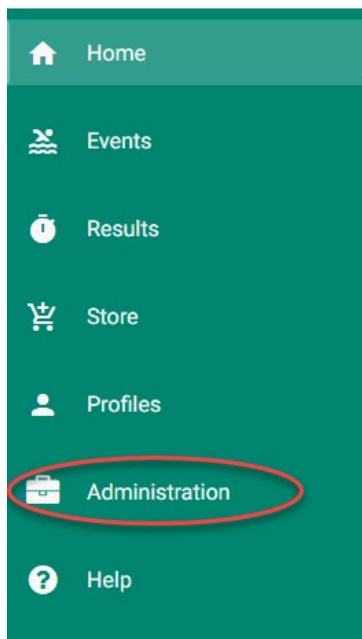 Home
Events
Results
Store
Profiles
Administration
Help